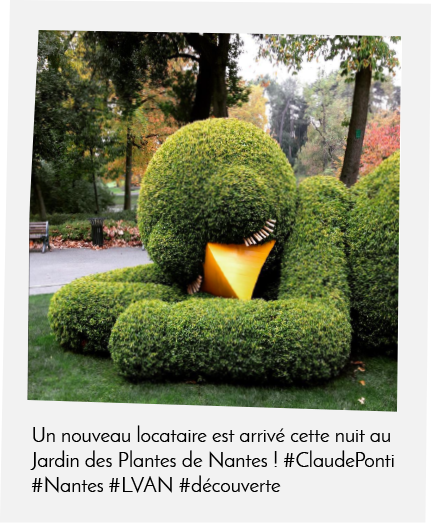 Un nouveau locataire est arrivé cette nuit au
Jardin des Plantes de Nantes ! #ClaudePonti
#Nantes #LVAN #découverte